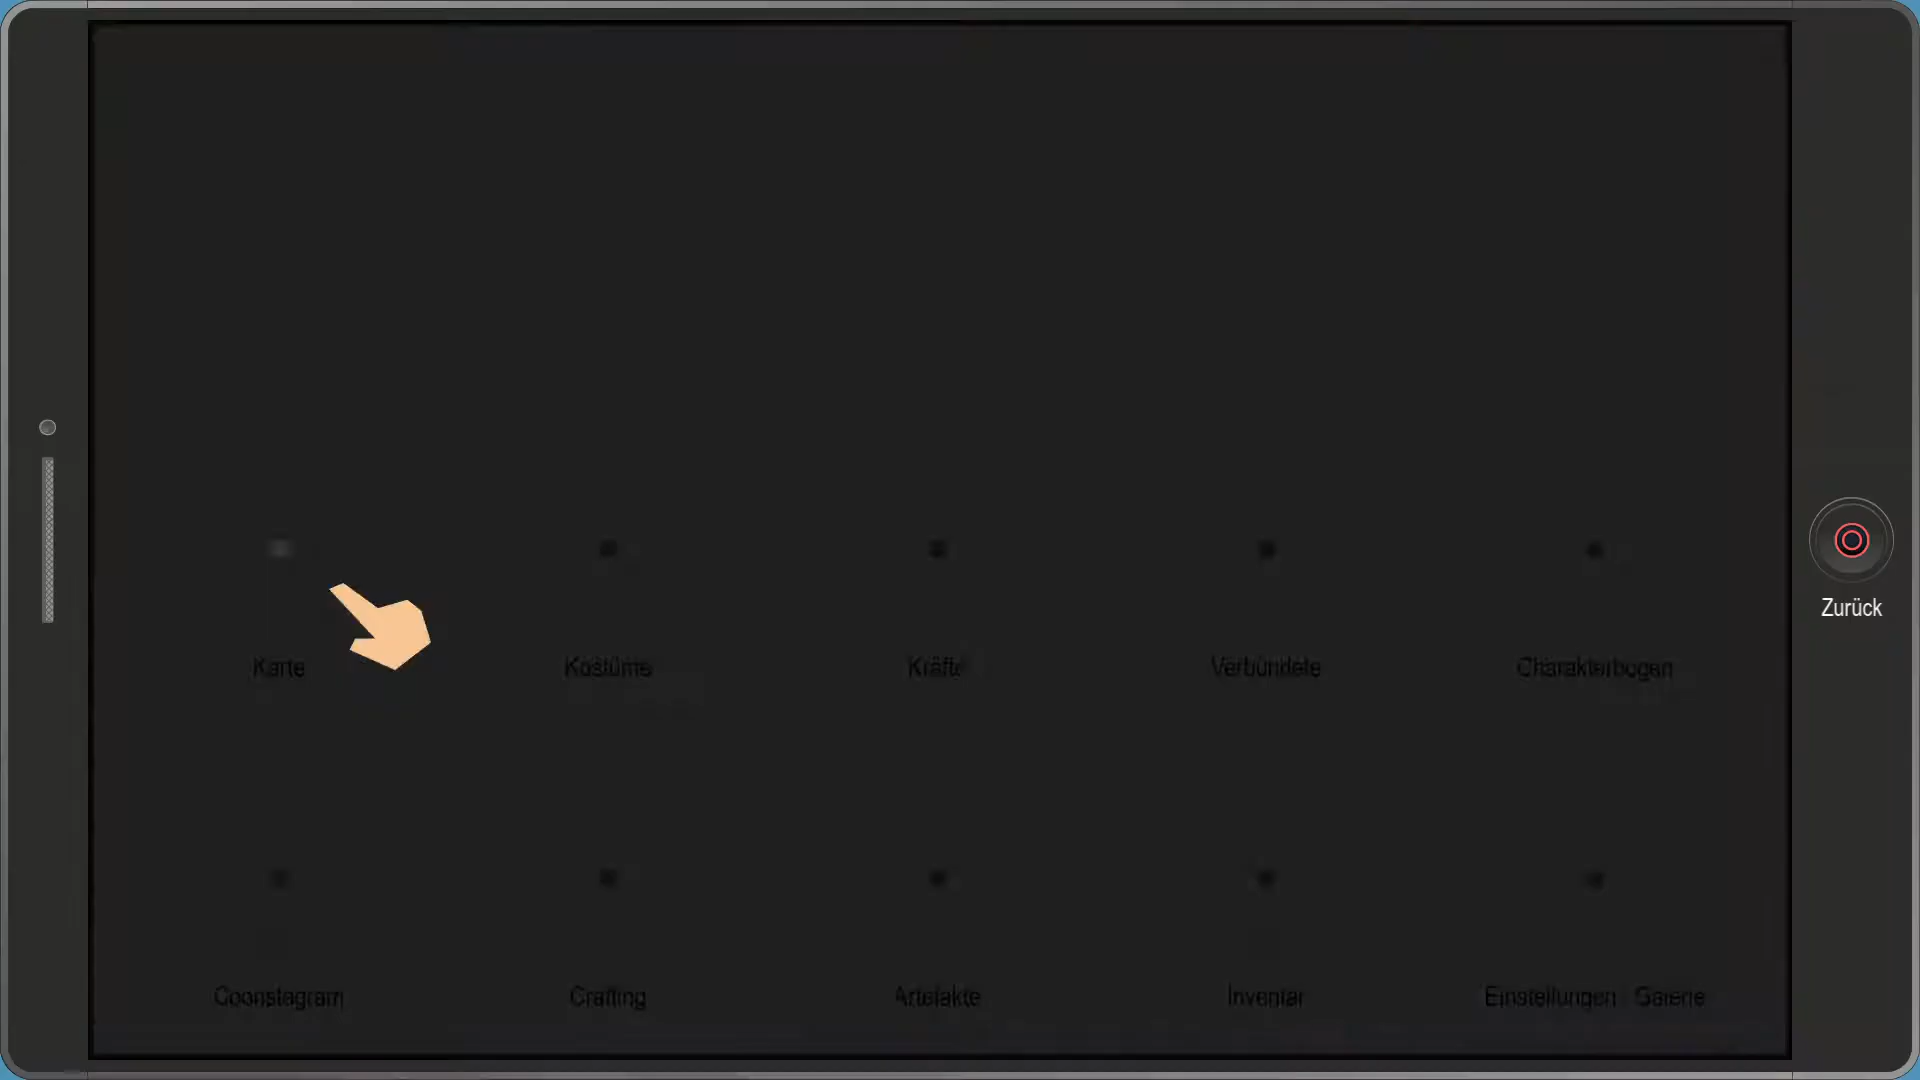 Zurück
Karte
Kostüme
Kräfte
Verbündete
Charakterbogen
Coonstagram
Crafting
Artefakte
Inventar
Einstellungen / Galerie